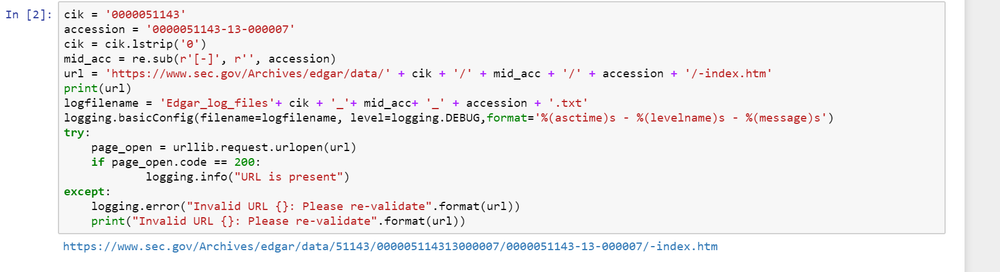 In [2]:
cik = '0000051143'
accession = '0000051143-13-000007'
cik = cik.lstrip('0')
mid_acc = re.sub(r'[-]', r'', accession)
url = 'https://www.sec.gov/Archives/edgar/data/' + cik + '/' + mid_acc + '/' + accession + '/-index.htm'
print(url)
logfilename = 'Edgar_log_files'+ cik + '_'+ mid_acc+ '_' + accession + '.txt'
logging.basicConfig(filename=logfilename, level=logging.DEBUG,format='%(asctime)s - %(levelname)s - %(message)s')
try:
    page_open = urllib.request.urlopen(url)
    if page_open.code == 200:
            logging.info("URL is present")
except:
    logging.error("Invalid URL {}: Please re-validate".format(url))
    print("Invalid URL {}: Please re-validate".format(url))
https://www.sec.gov/Archives/edgar/data/51143/000005114313000007/0000051143-13-000007/-index.htm